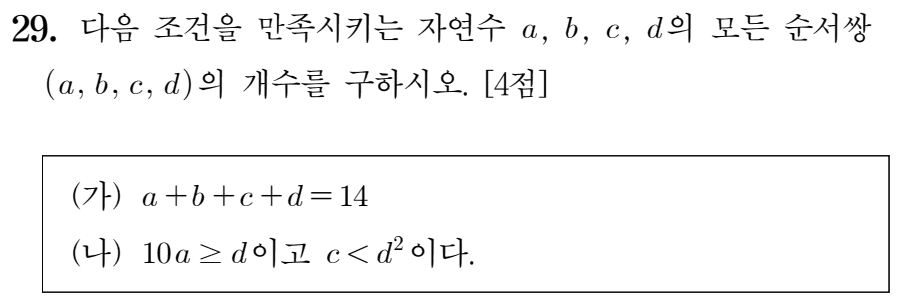 29. 다음 조건을 만족시키는 자연수 a, b, c, d의 모든 순서쌍
(a, b, c, d)의 개수를 구하시오. [4점]
(가) a+b+c+d=14
(나) 10a≥d이고 c<d²이다.